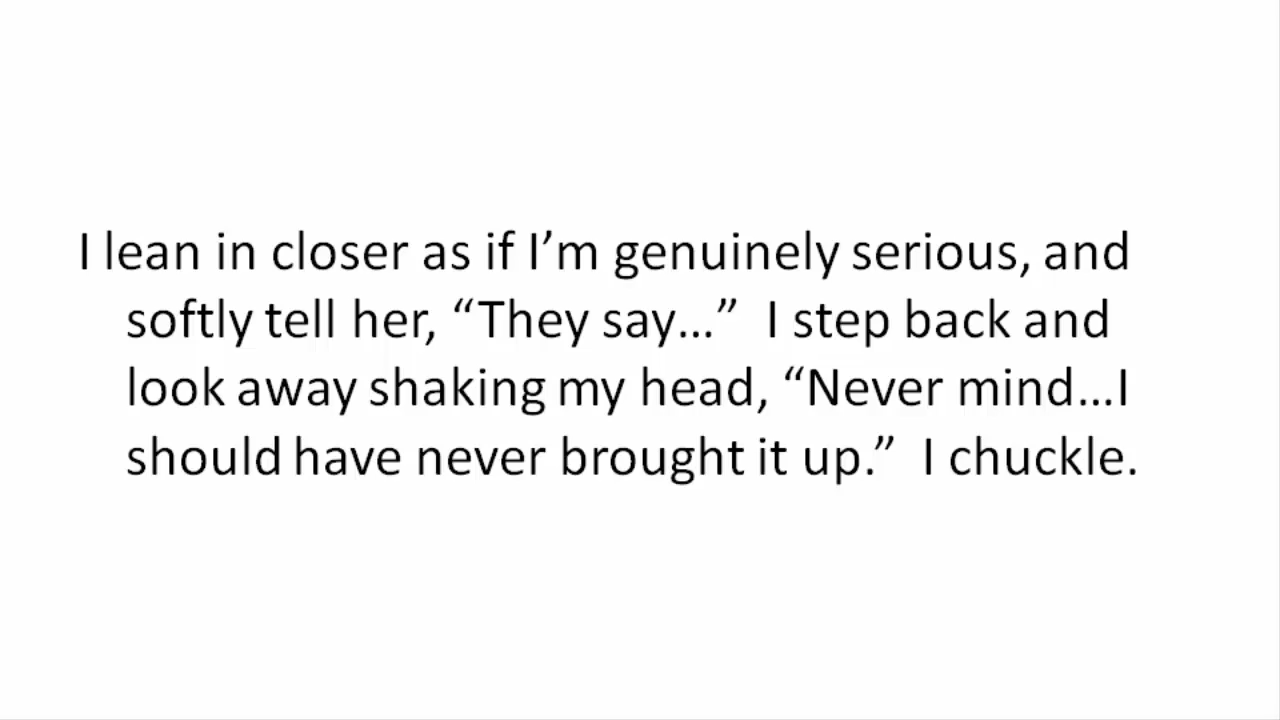 I lean in closer as if I’m genuinely serious, and
softly tell her, “They say…”  I step back and
look away shaking my head, “Never mind…I
should have never brought it up.”  I chuckle.